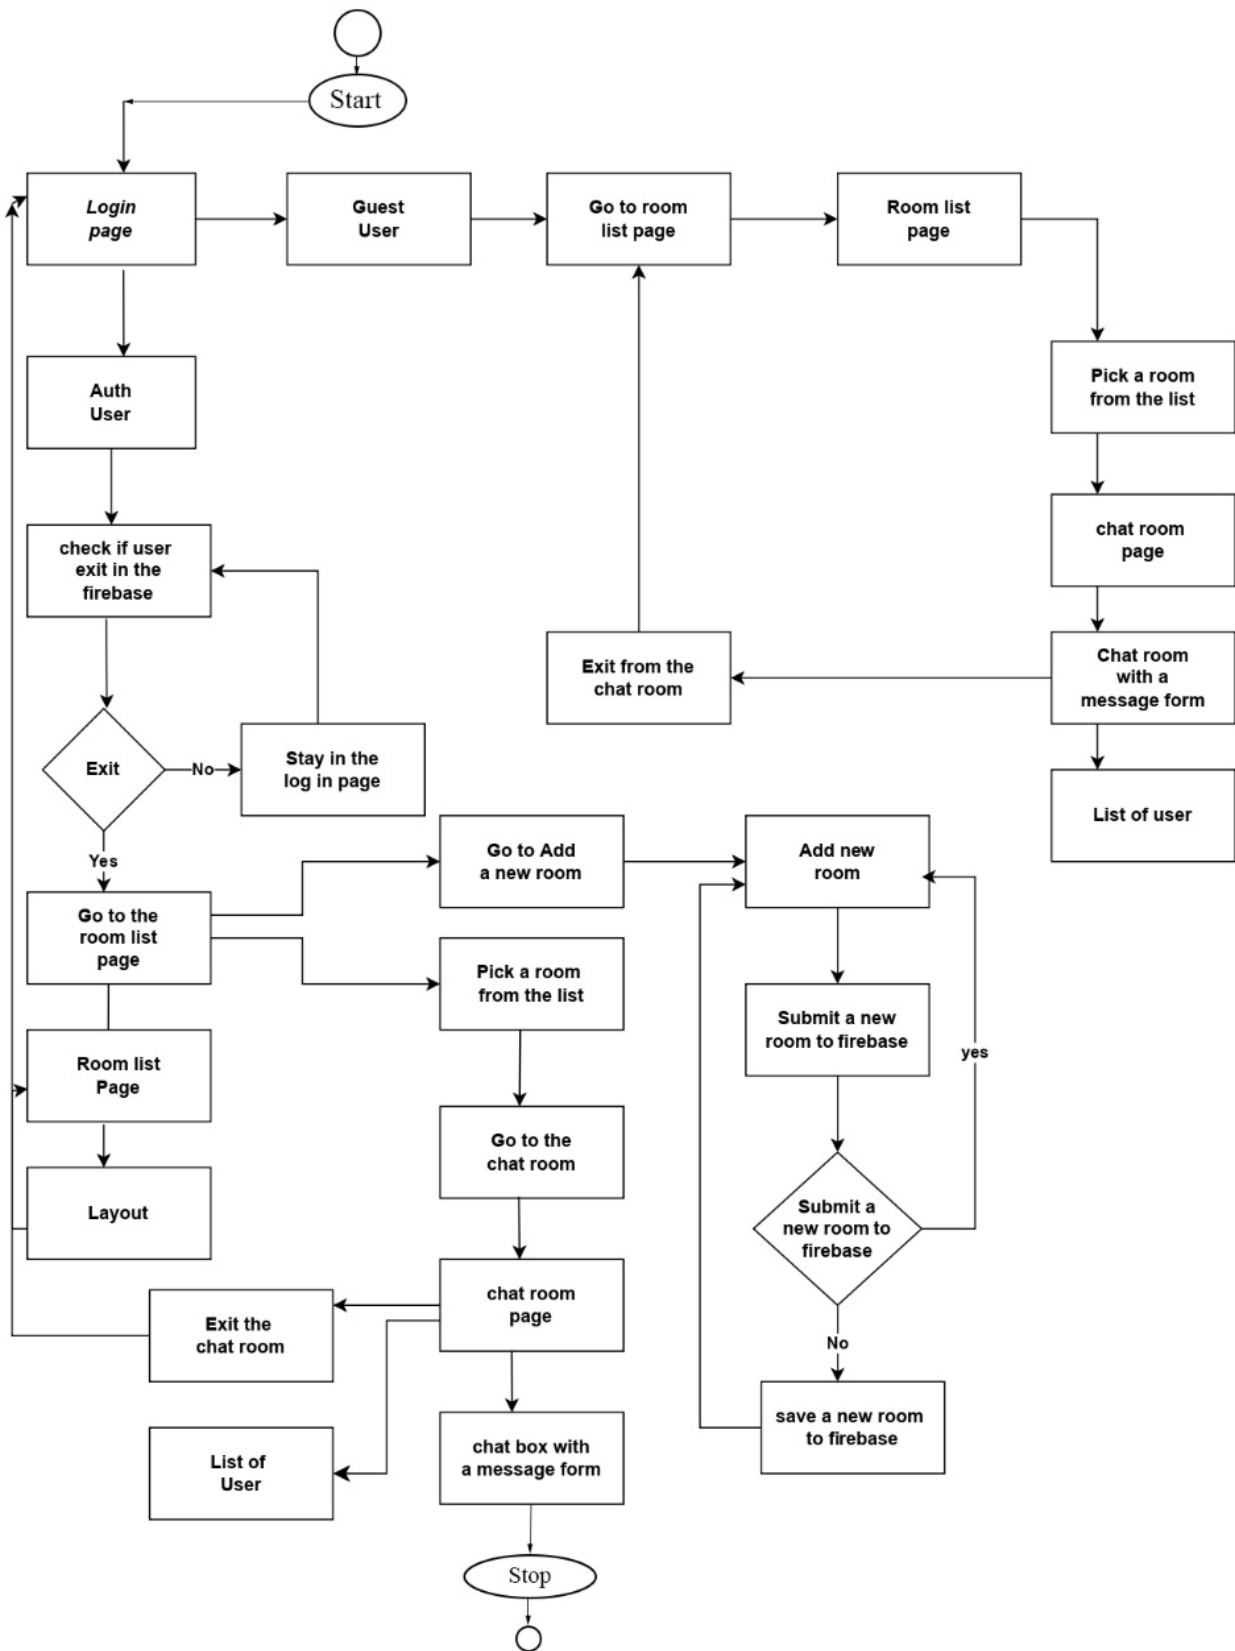 Start
Login
page
Guest
User
Go to room
list page
Room list
page
Pick a room
from the list
Auth
User
chat room
page
check if user
exit in the
firebase
Exit from the
chat room
Chat room
with a
message form
Exit
No
Stay in the
log in page
List of user
Yes
Go to Add
a new room
Add new
room
Go to the
room list
page
Pick a room
from the list
Submit a new
room to firebase
yes
Room list
Page
Go to the
chat room
Layout
Submit a
new room to
firebase
Exit the
chat room
chat room
page
No
List of
User
chat box with
a message form
save a new room
to firebase
Stop